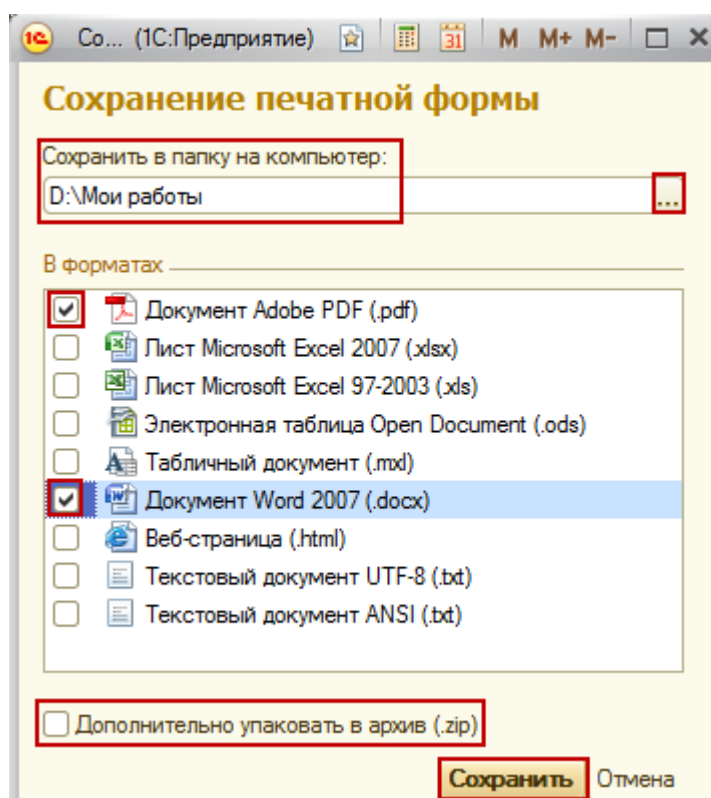 Со... (1С:Предприятие) 31 M M+ M-
Сохранение печатной формы
Сохранить в папку на компьютер:
D:\Мои работы ...
В форматах
Документ Adobe PDF (.pdf)
Лист Microsoft Excel 2007 (.xlsx)
Лист Microsoft Excel 97-2003 (.xls)
Электронная таблица Open Document (.ods)
Табличный документ (.mxl)
Документ Word 2007 (.docx)
Веб-страница (.html)
Текстовый документ UTF-8 (.txt)
Текстовый документ ANSI (.txt)
Дополнительно упаковать в архив (.zip)
Сохранить Отмена